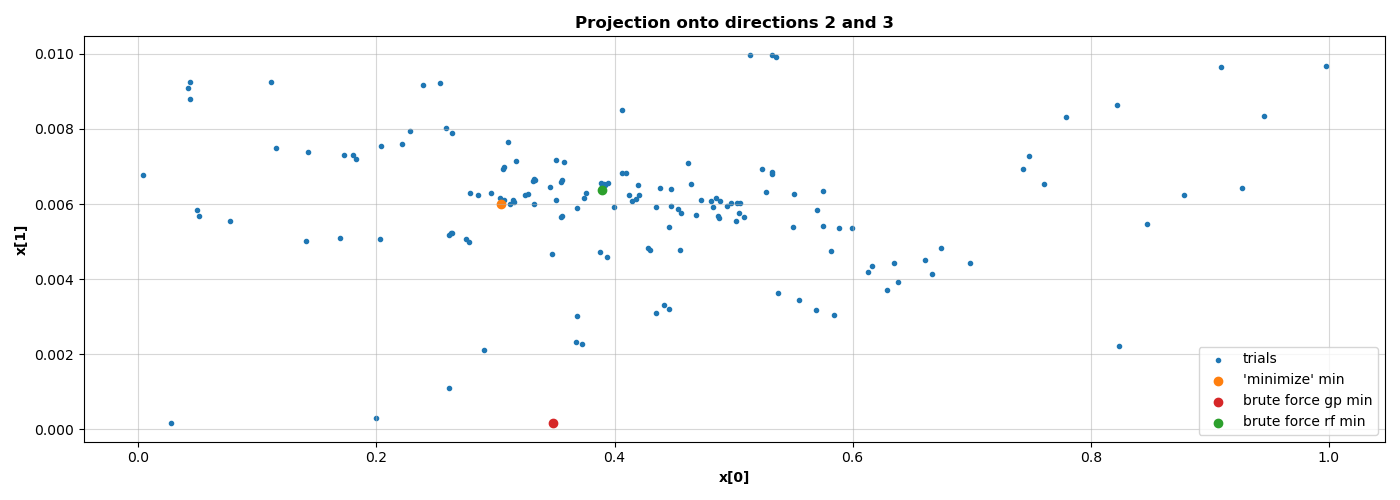 Projection onto directions 2 and 3
x[1]
0.010
0.008
0.006
0.004
0.002
0.000
0.0 0.2 0.4 0.6 0.8 1.0
x[0]
trials
'minimize' min
brute force gp min
brute force rf min